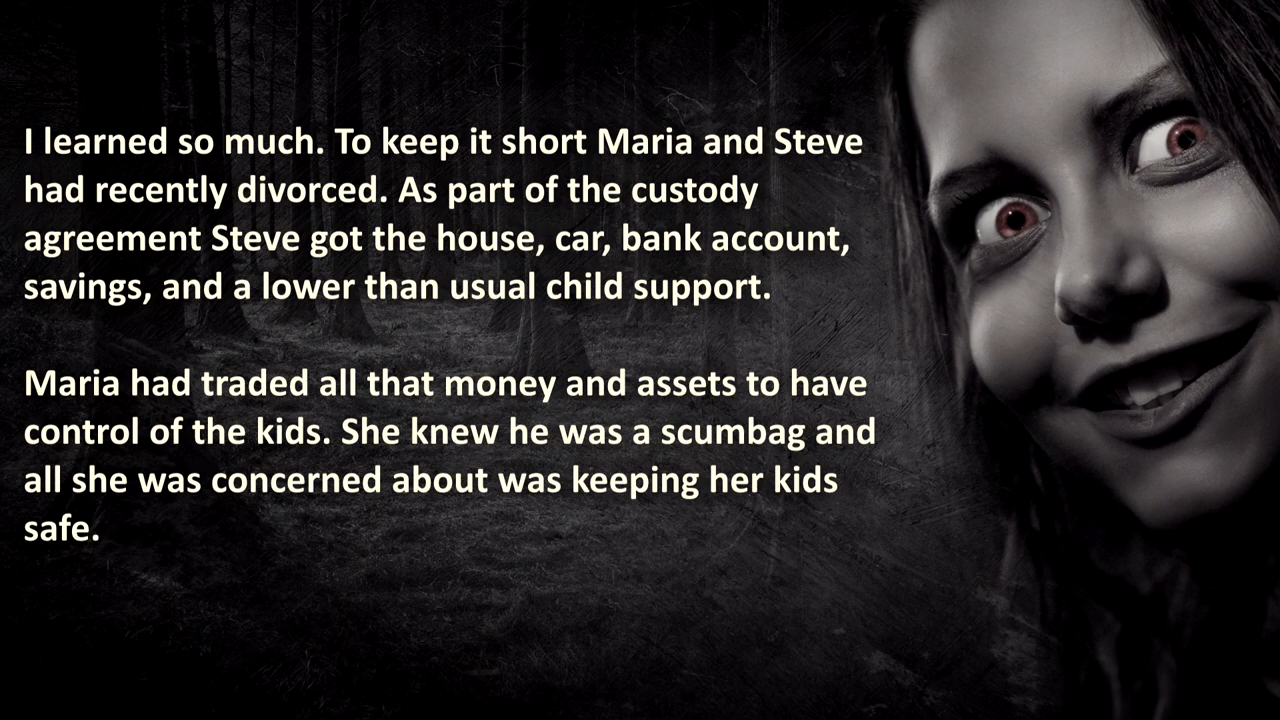 I learned so much. To keep it short Maria and Steve
had recently divorced. As part of the custody
agreement Steve got the house, car, bank account,
savings, and a lower than usual child support.
Maria had traded all that money and assets to have
control of the kids. She knew he was a scumbag and
all she was concerned about was keeping her kids
safe.